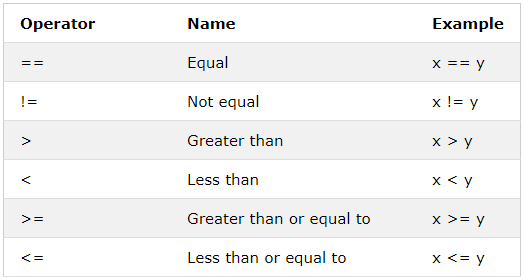 Operator Name Example
== Equal x == y
!= Not equal x != y
> Greater than x > y
< Less than x < y
>= Greater than or equal to x >= y
<= Less than or equal to x <= y